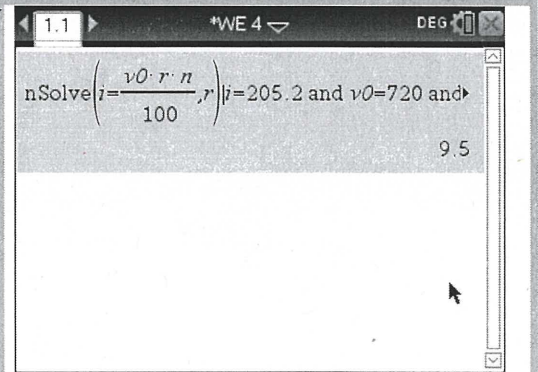 1.1 *WE 4 DEG
nSolve(i=v0·r·n/100,r)|i=205.2 and v0=720 and▸
9.5